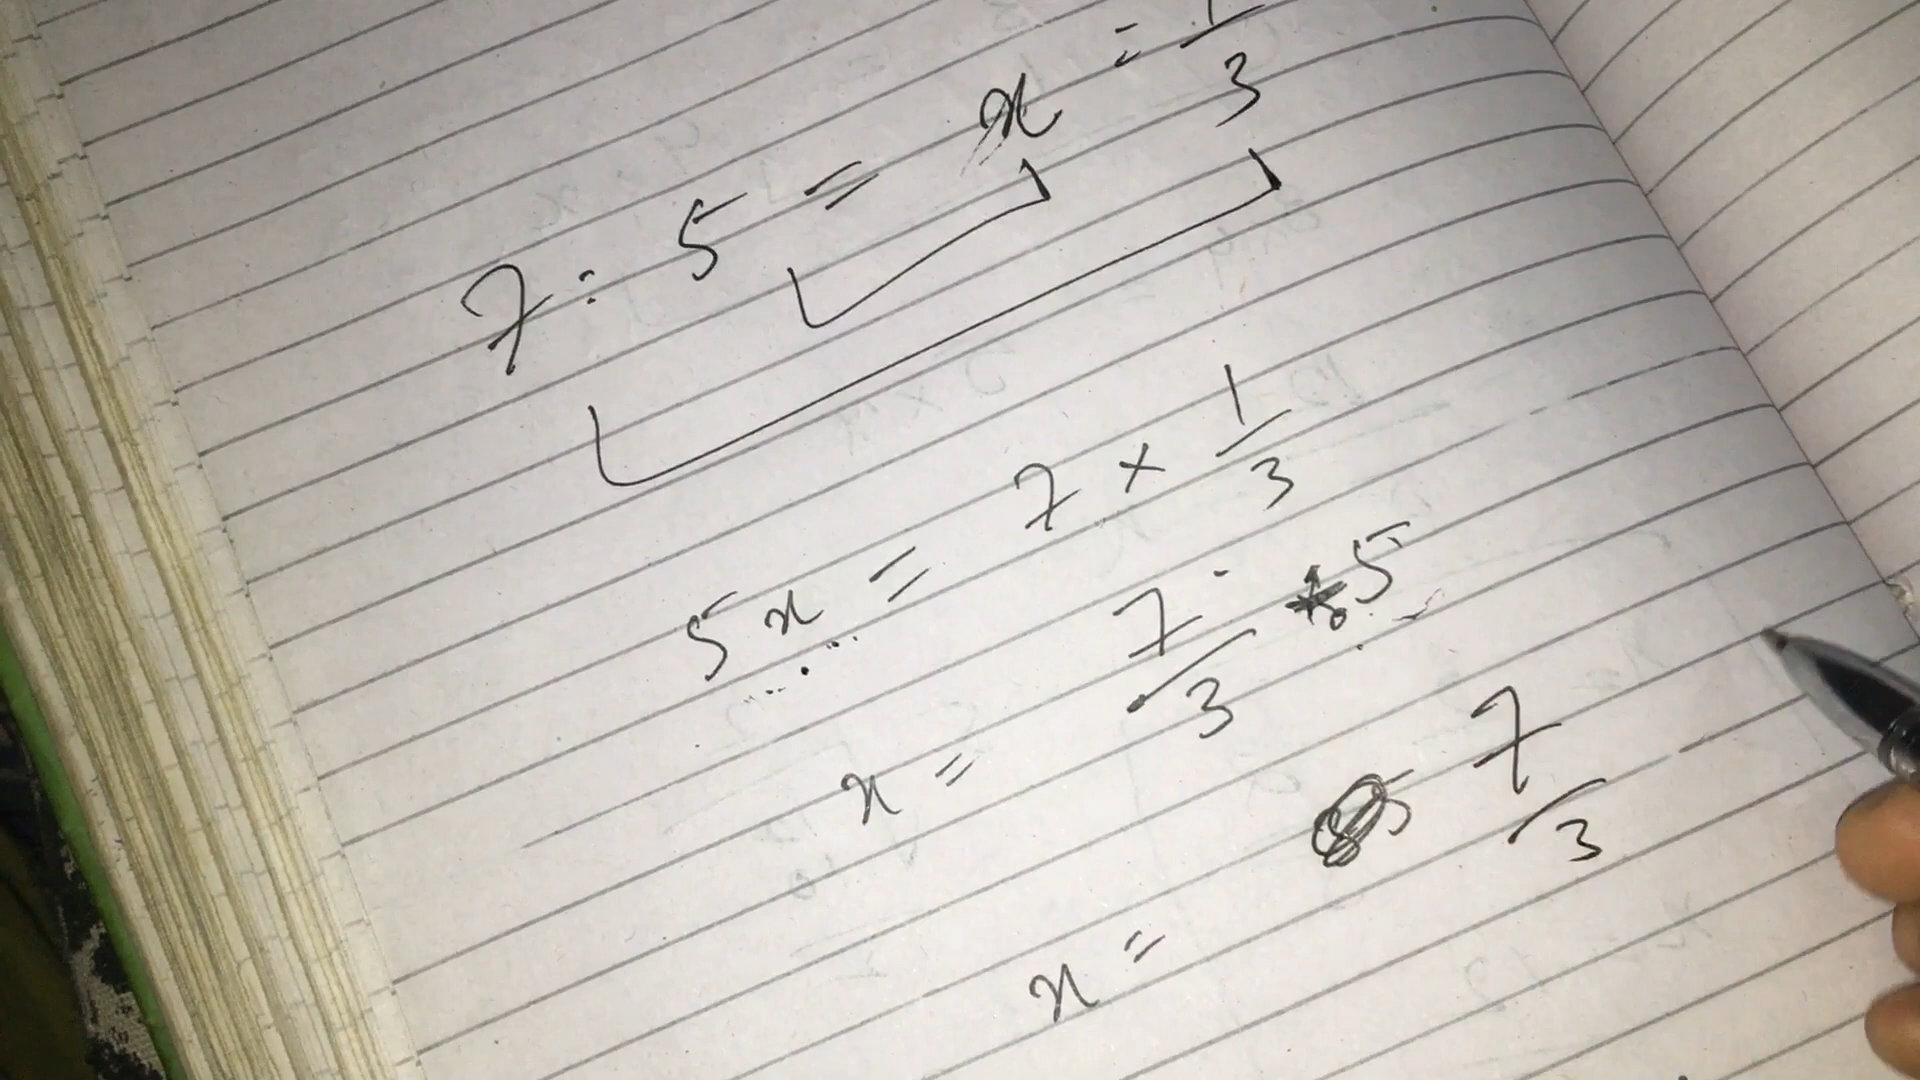 7 : 5 = x : 1/3
5x = 7 × 1/3
x = 7/3 ÷ 5
x = 7/3